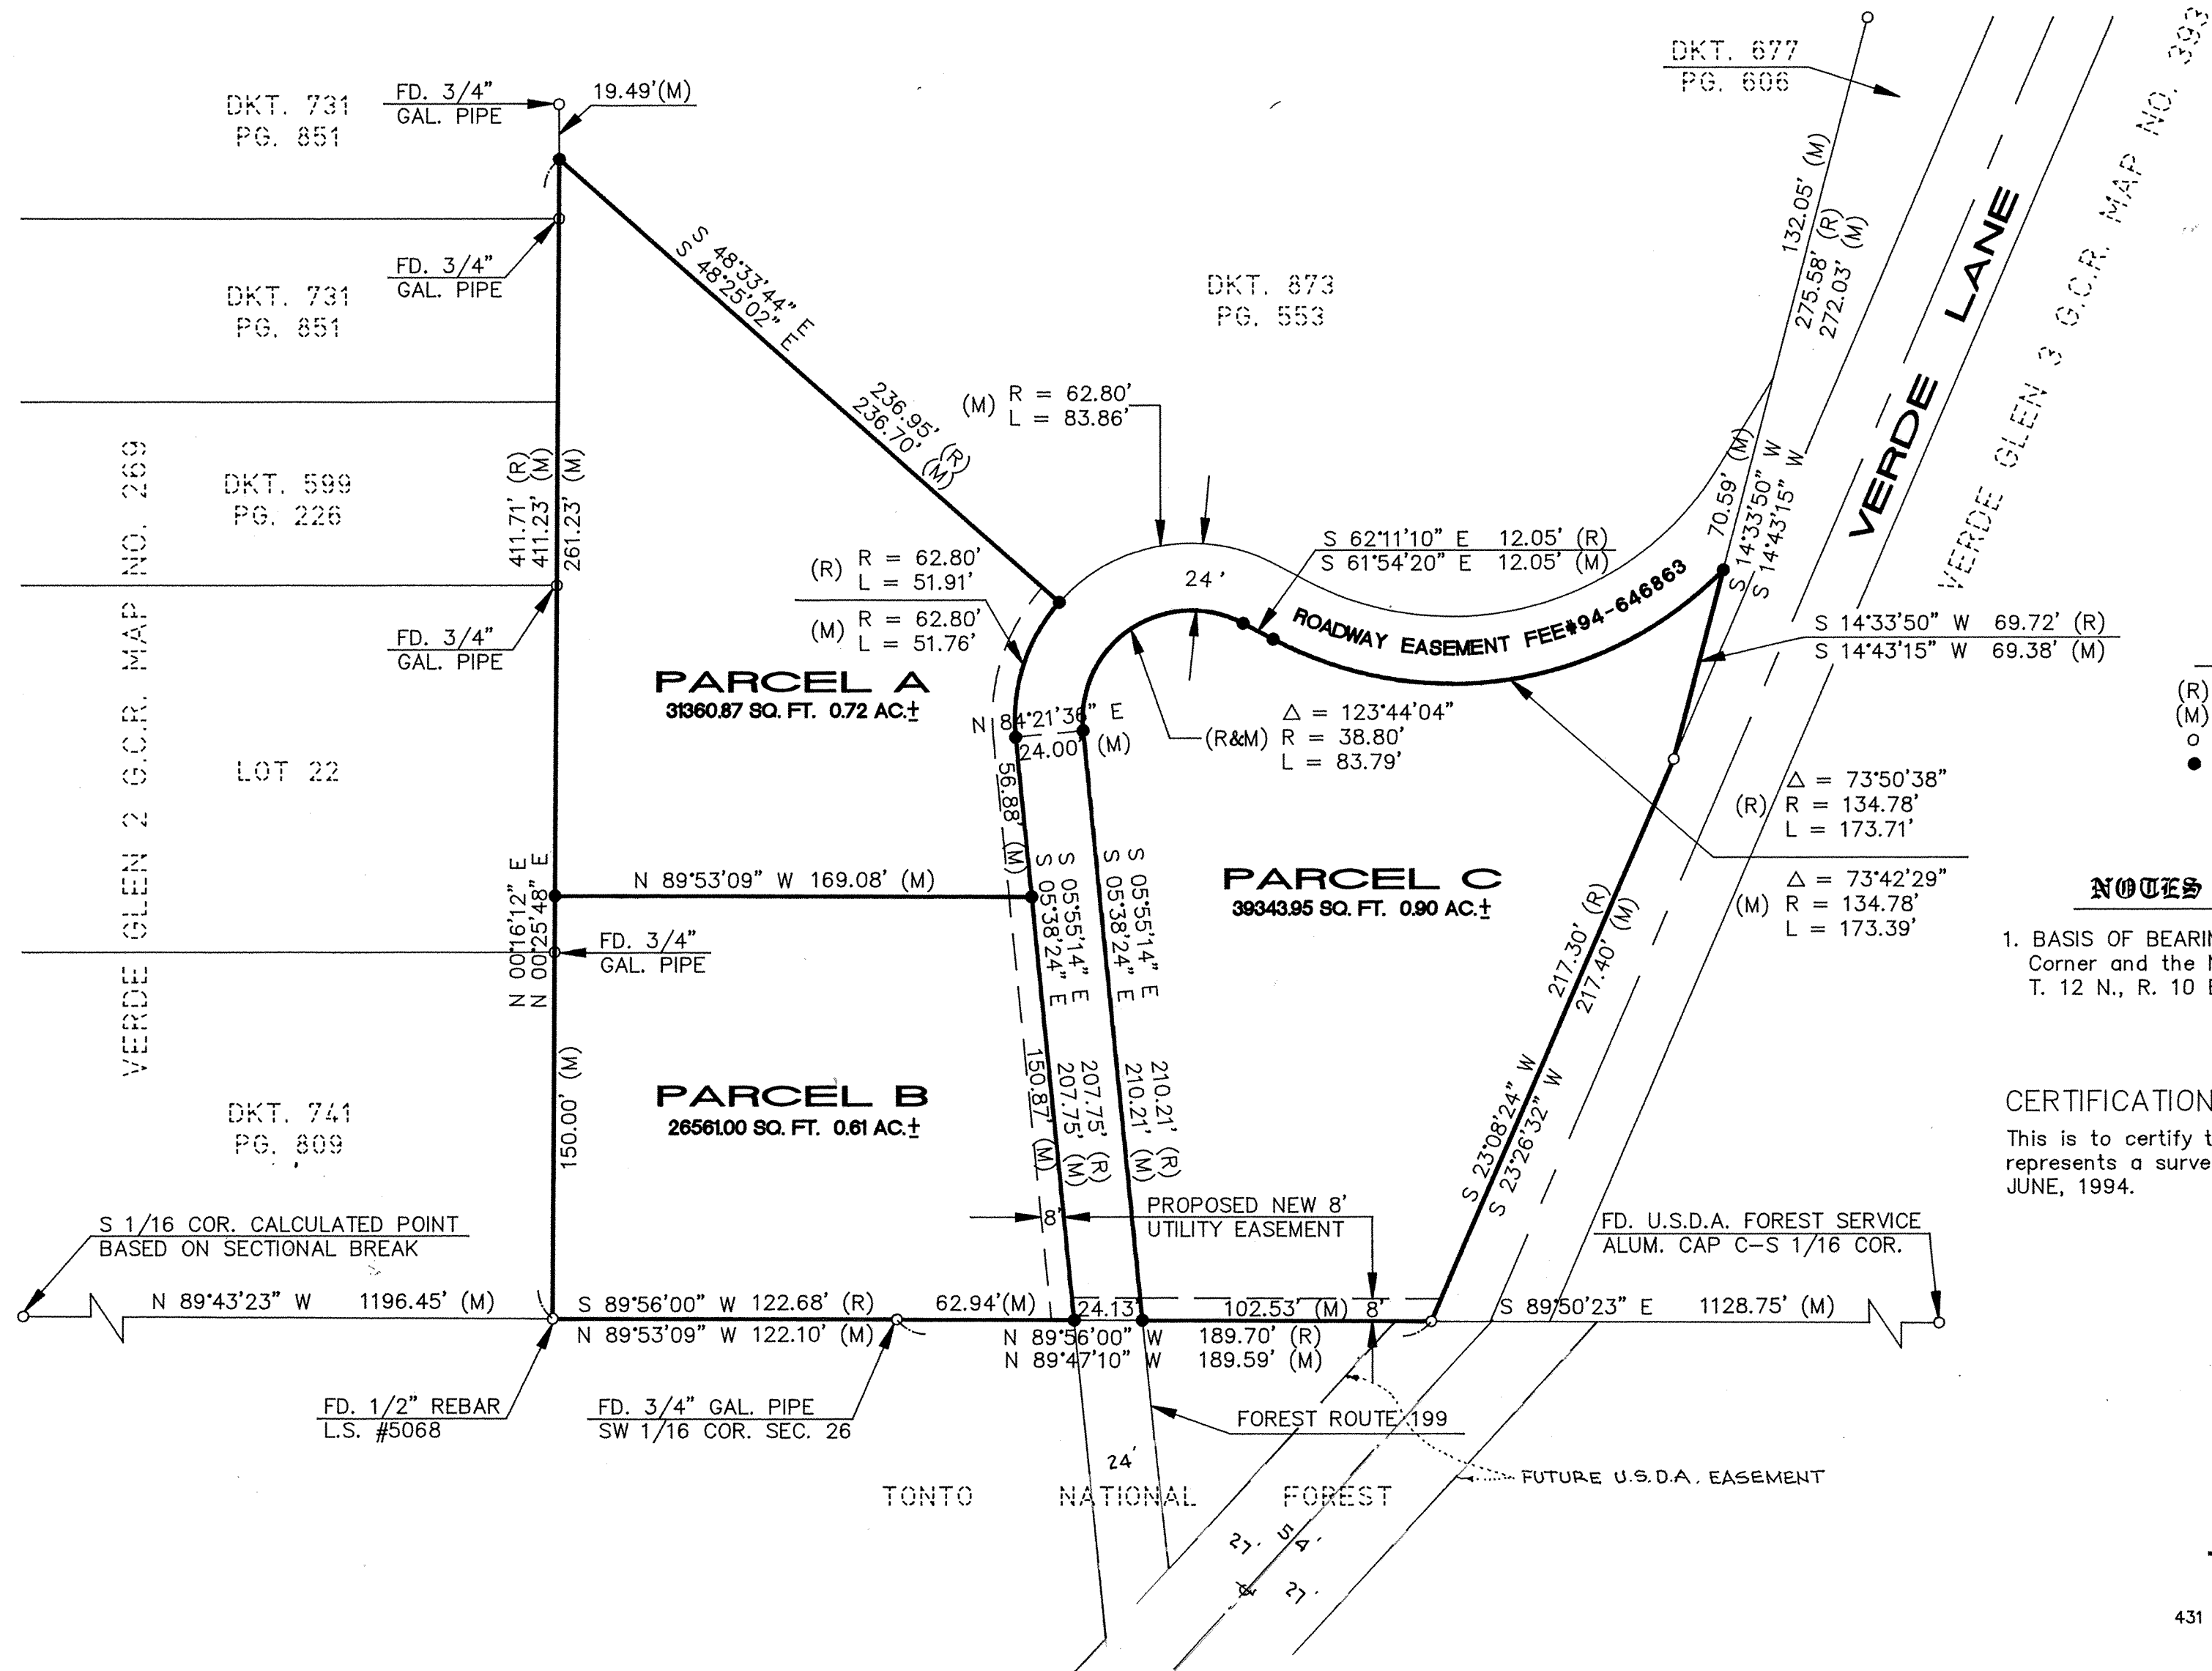 DKT. 731
PG. 851
FD. 3/4"
GAL. PIPE
19.49'(M)
DKT. 677
PG. 606
VERDE GLEN 3 G.C.R. MAP NO. 393
FD. 3/4"
GAL. PIPE
DKT. 731
PG. 851
S 48°33'44" E
S 48°25'02" E
236.95' (R)
236.70' (M)
DKT. 873
PG. 553
132.05' (M)
275.58' (R)
272.03' (M)
VERDE LANE
(M) R = 62.80'
L = 83.86'
VERDE GLEN 2 G.C.R. MAP NO. 269
DKT. 599
PG. 226
411.71' (R)
411.23' (M)
261.23' (M)
70.59' (M)
S 14°33'50" W
S 14°43'15" W
(R) R = 62.80'
L = 51.91'
(M) R = 62.80'
L = 51.76'
24'
S 62°11'10" E 12.05' (R)
S 61°54'20" E 12.05' (M)
ROADWAY EASEMENT FEE#94-646863
S 14°33'50" W 69.72' (R)
S 14°43'15" W 69.38' (M)
FD. 3/4"
GAL. PIPE
PARCEL A
31360.87 SQ. FT. 0.72 AC.±
(R)
(M)
N 84°21'36" E
24.00' (M)
Δ = 123°44'04"
(R&M) R = 38.80'
L = 83.79'
LOT 22
56.88' (M)
Δ = 73°50'38"
(R) R = 134.78'
L = 173.71'
N 89°53'09" W 169.08' (M)
PARCEL C
39343.95 SQ. FT. 0.90 AC.±
Δ = 73°42'29"
(M) R = 134.78'
L = 173.39'
NOTES
1. BASIS OF BEARIN
Corner and the
T. 12 N., R. 10
N 00°16'12" E
N 00°25'48" E
FD. 3/4"
GAL. PIPE
S 05°38'24" E
S 05°55'14" E
S 05°38'24" E
S 05°55'14" E
217.30' (R)
217.40' (M)
150.00' (M)
150.87' (M)
207.75' (M)
207.75' (R)
210.21' (M)
210.21' (R)
S 23°08'24" W
S 23°26'32" W
DKT. 741
PG. 809
PARCEL B
26561.00 SQ. FT. 0.61 AC.±
CERTIFICATION
This is to certify t
represents a surve
JUNE, 1994.
S 1/16 COR. CALCULATED POINT
BASED ON SECTIONAL BREAK
8'
PROPOSED NEW 8'
UTILITY EASEMENT
FD. U.S.D.A. FOREST SERVICE
ALUM. CAP C-S 1/16 COR.
N 89°43'23" W 1196.45' (M)
S 89°56'00" W 122.68' (R)
N 89°53'09" W 122.10' (M)
62.94'(M)
24.13'
102.53' (M)
8'
N 89°56'00" W 189.70' (R)
N 89°47'10" W 189.59' (M)
S 89°50'23" E 1128.75' (M)
FD. 1/2" REBAR
L.S. #5068
FD. 3/4" GAL. PIPE
SW 1/16 COR. SEC. 26
FOREST ROUTE 199
24'
FUTURE U.S.D.A. EASEMENT
TONTO NATIONAL FOREST
27' 54'
27'
431